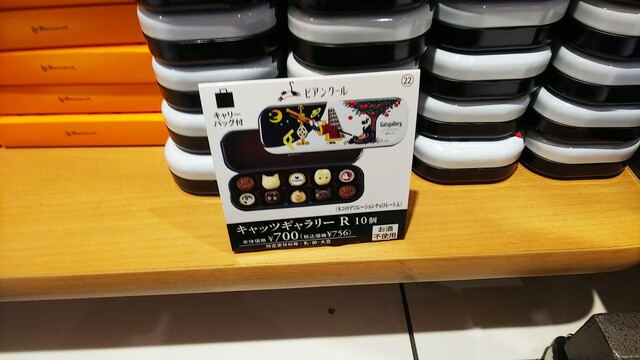 ㉒
ビアンクール
キャリー
バッグ付
Catsgallery
(ネコのデコレーションチョコレート入)
キャッツギャラリー R 10個
本体価格 ¥700(税込価格¥756)
特定原材料等:乳・卵・大豆
お酒
不使用